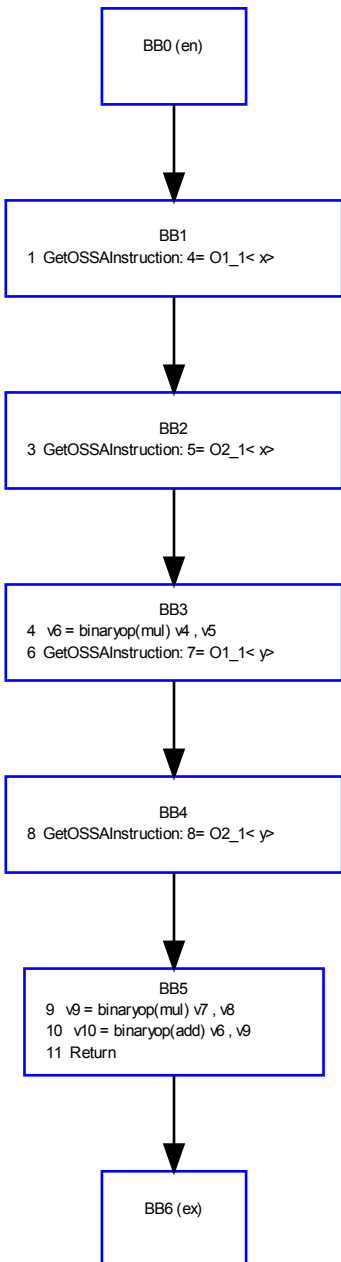 BB0 (en)
BB1
1 GetOSSAInstruction: 4= O1_1< x>
BB2
3 GetOSSAInstruction: 5= O2_1< x>
BB3
4 v6 = binaryop(mul) v4 , v5
6 GetOSSAInstruction: 7= O1_1< y>
BB4
8 GetOSSAInstruction: 8= O2_1< y>
BB5
9 v9 = binaryop(mul) v7 , v8
10 v10 = binaryop(add) v6 , v9
11 Return
BB6 (ex)